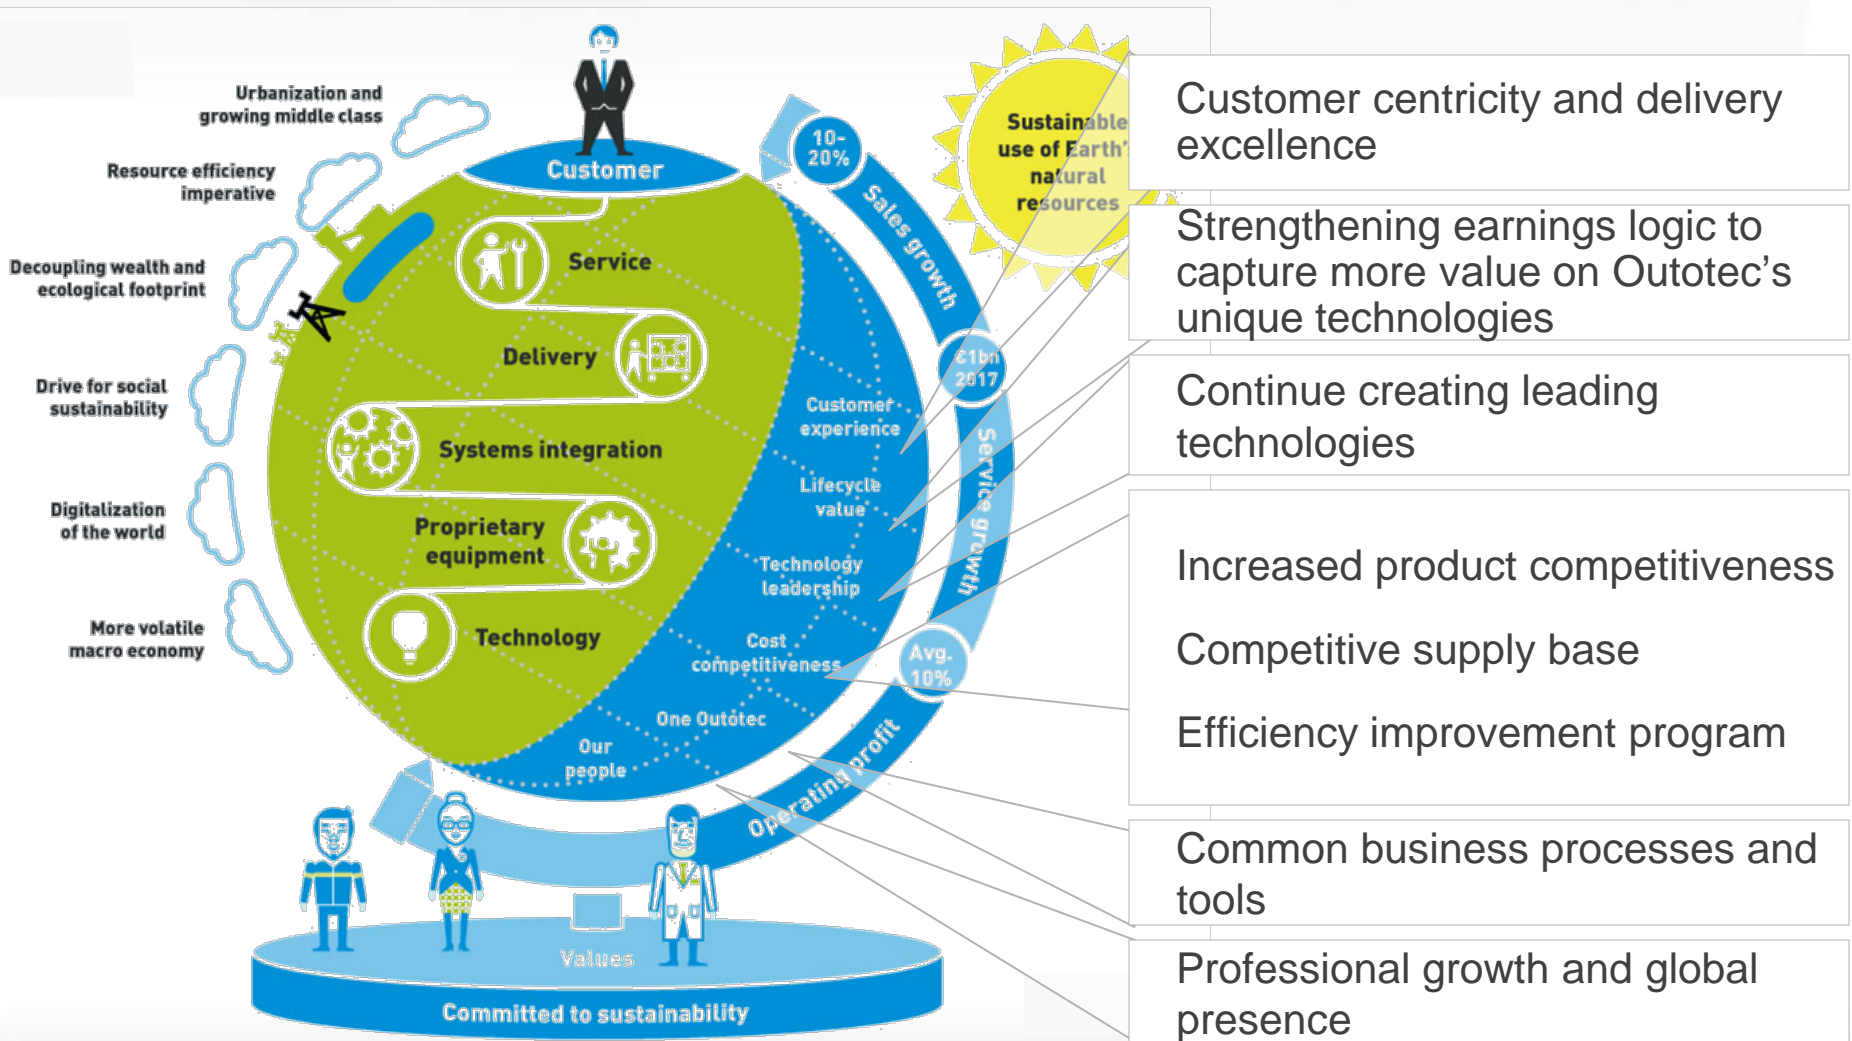 Urbanization and
growing middle class
Resource efficiency
imperative
Decoupling wealth and
ecological footprint
Drive for social
sustainability
Digitalization
of the world
More volatile
macro economy
Customer
Service
Delivery
Systems integration
Proprietary
equipment
Technology
Customer
experience
Lifecycle
value
Technology
leadership
Cost
competitiveness
One Outotec
Our
people
10-
20%
Sales growth
€1bn
2017
Service growth
Avg.
10%
Operating profit
Sustainable
use of Earth'
natural
resources
Values
Committed to sustainability
Customer centricity and delivery
excellence
Strengthening earnings logic to
capture more value on Outotec’s
unique technologies
Continue creating leading
technologies
Increased product competitiveness
Competitive supply base
Efficiency improvement program
Common business processes and
tools
Professional growth and global
presence